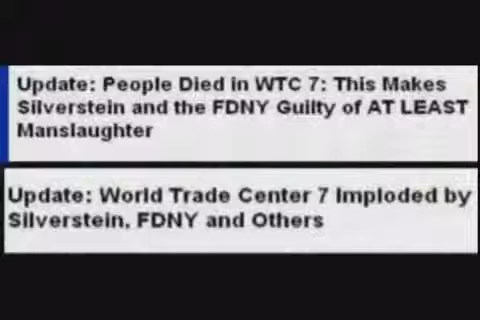 Update: People Died in WTC 7: This Makes
Silverstein and the FDNY Guilty of AT LEAST
Manslaughter
Update: World Trade Center 7 Imploded by
Silverstein, FDNY and Others